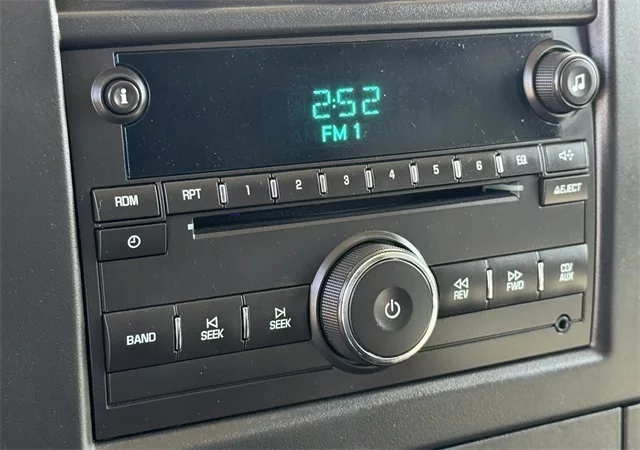 2:52
FM 1
RDM
RPT 1 2 3 4 5 6 EQ
EJECT
BAND
SEEK
SEEK
REV
FWD
CD/
AUX